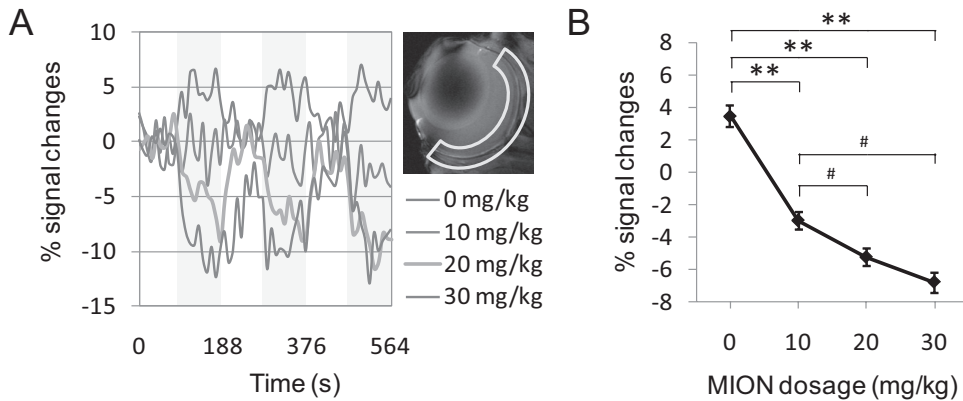 A
% signal changes
10
5
0
-5
-10
-15
0 188 376 564
Time (s)
0 mg/kg
10 mg/kg
20 mg/kg
30 mg/kg
B
% signal changes
8
6
4
2
0
-2
-4
-6
-8
**
**
**
#
#
0 10 20 30
MION dosage (mg/kg)